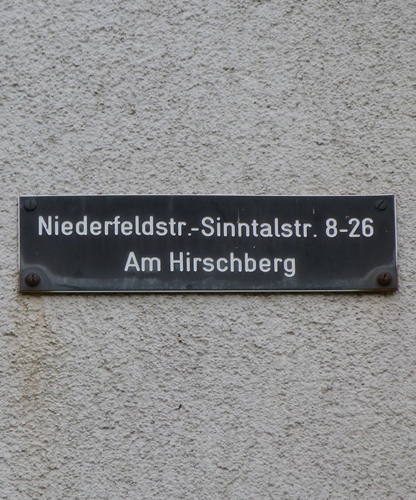 Niederfeldstr.-Sinntalstr. 8-26
Am Hirschberg